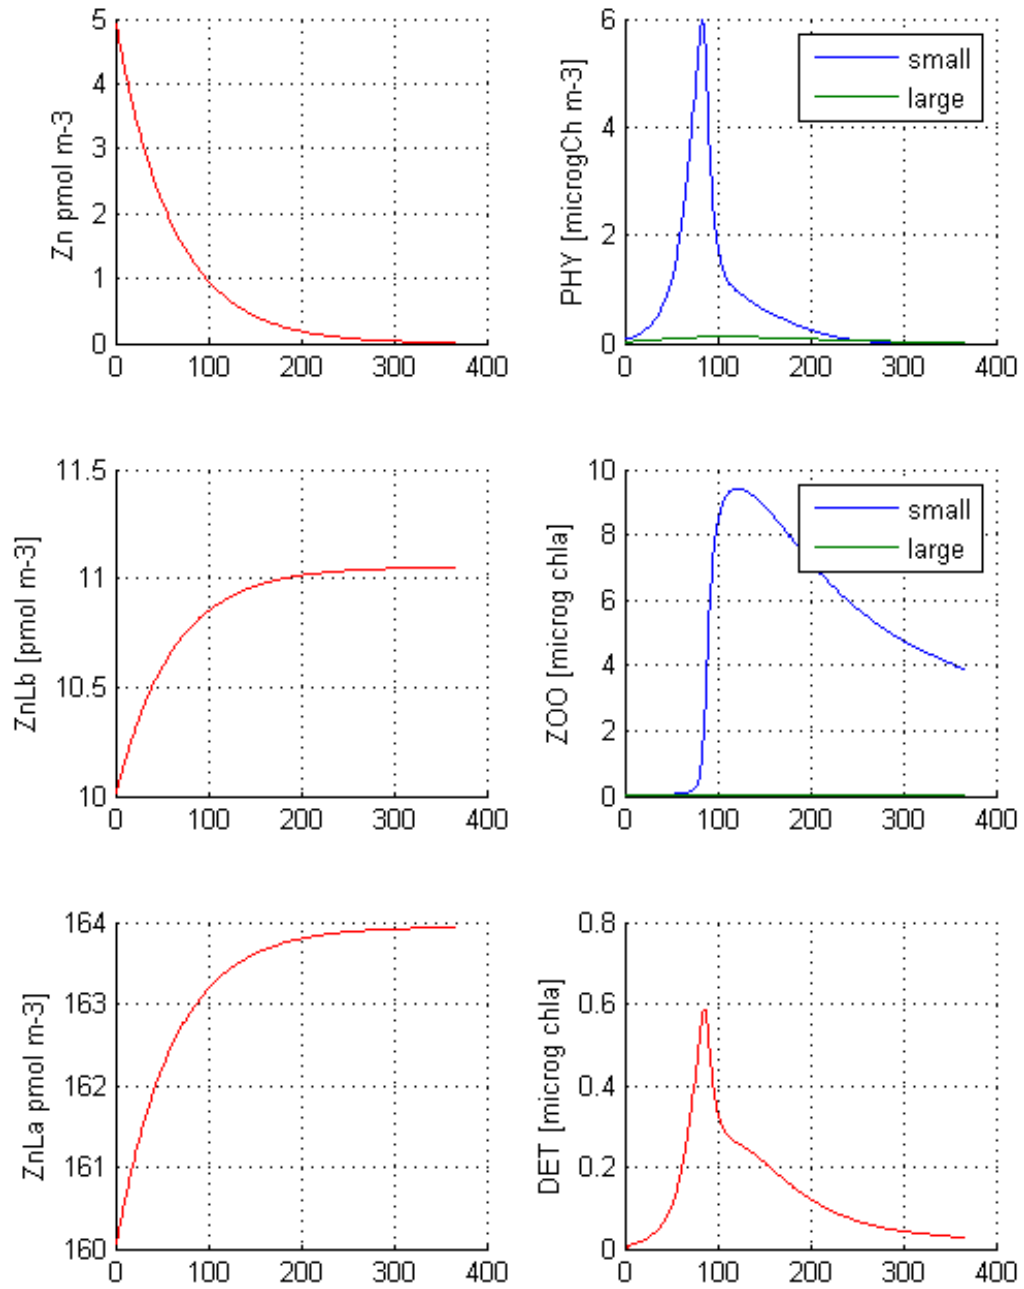 5
4
3
2
1
0
Zn pmol m-3
0 100 200 300 400
6
4
2
0
PHY [microgCh m-3]
small
large
0 100 200 300 400
11.5
11
10.5
10
ZnLb [pmol m-3]
0 100 200 300 400
10
8
6
4
2
0
ZOO [microg chla]
small
large
0 100 200 300 400
164
163
162
161
160
ZnLa pmol m-3]
0 100 200 300 400
0.8
0.6
0.4
0.2
0
DET [microg chla]
0 100 200 300 400